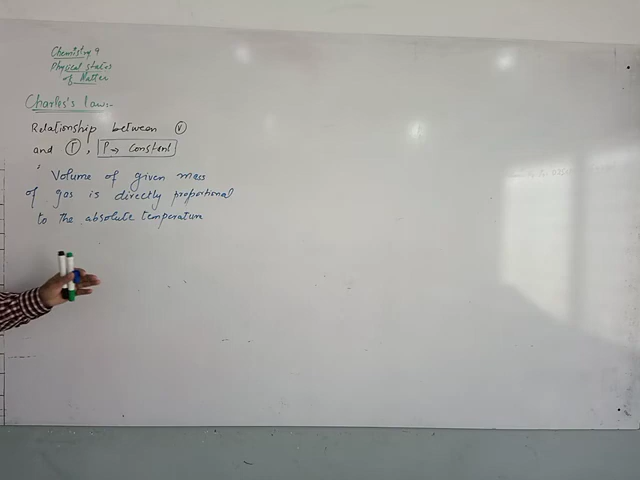 Chemistry 9
Physical states
of Matter
Charles's law:-
Relationship between Ⓥ
and Ⓣ, P→ Constent
" Volume of given mass
of gas is directly proportional
to the absolute temperature